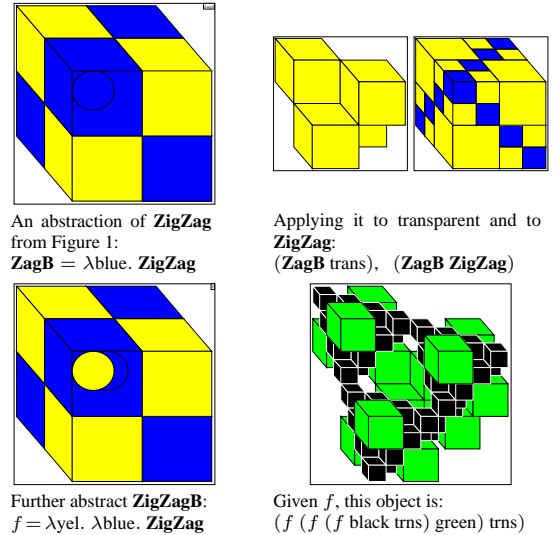 An abstraction of ZigZag
from Figure 1:
ZagB = λblue. ZigZag
Applying it to transparent and to
ZigZag:
(ZagB trans), (ZagB ZigZag)
Further abstract ZigZagB:
f = λyel. λblue. ZigZag
Given f, this object is:
(f (f (f black trns) green) trns)